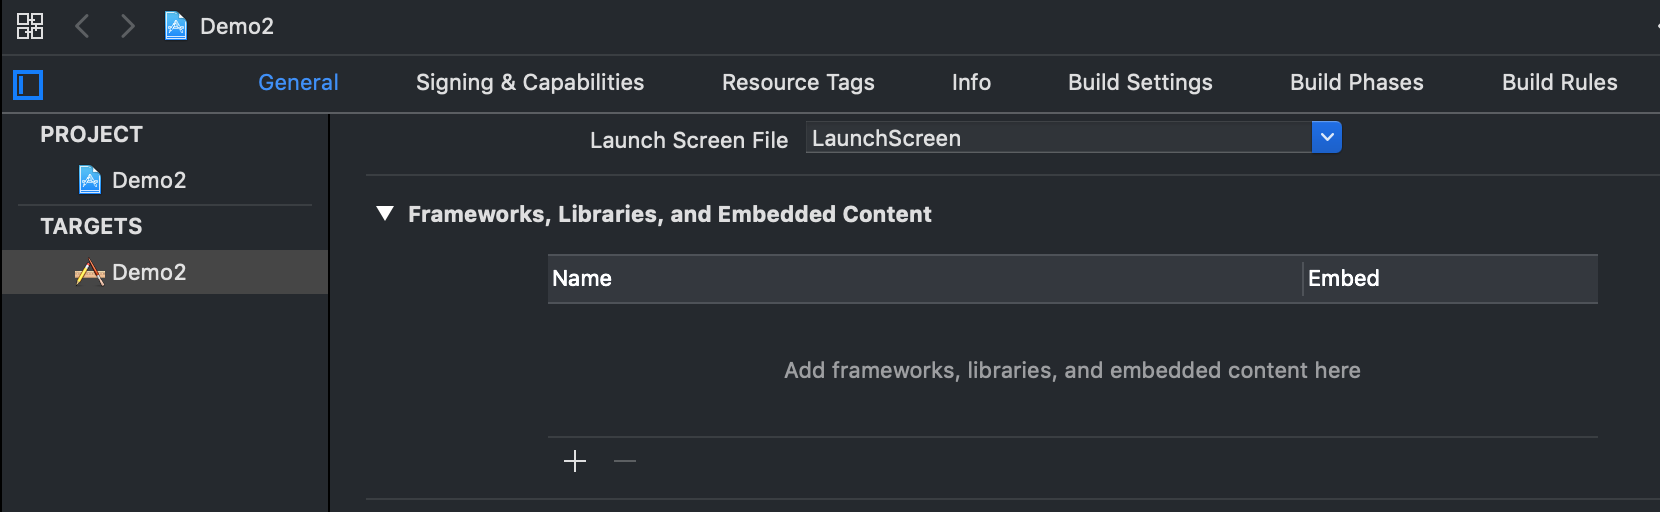 Demo2
General Signing & Capabilities Resource Tags Info Build Settings Build Phases Build Rules
PROJECT
Demo2
TARGETS
Demo2
Launch Screen File LaunchScreen
Frameworks, Libraries, and Embedded Content
Name Embed
Add frameworks, libraries, and embedded content here